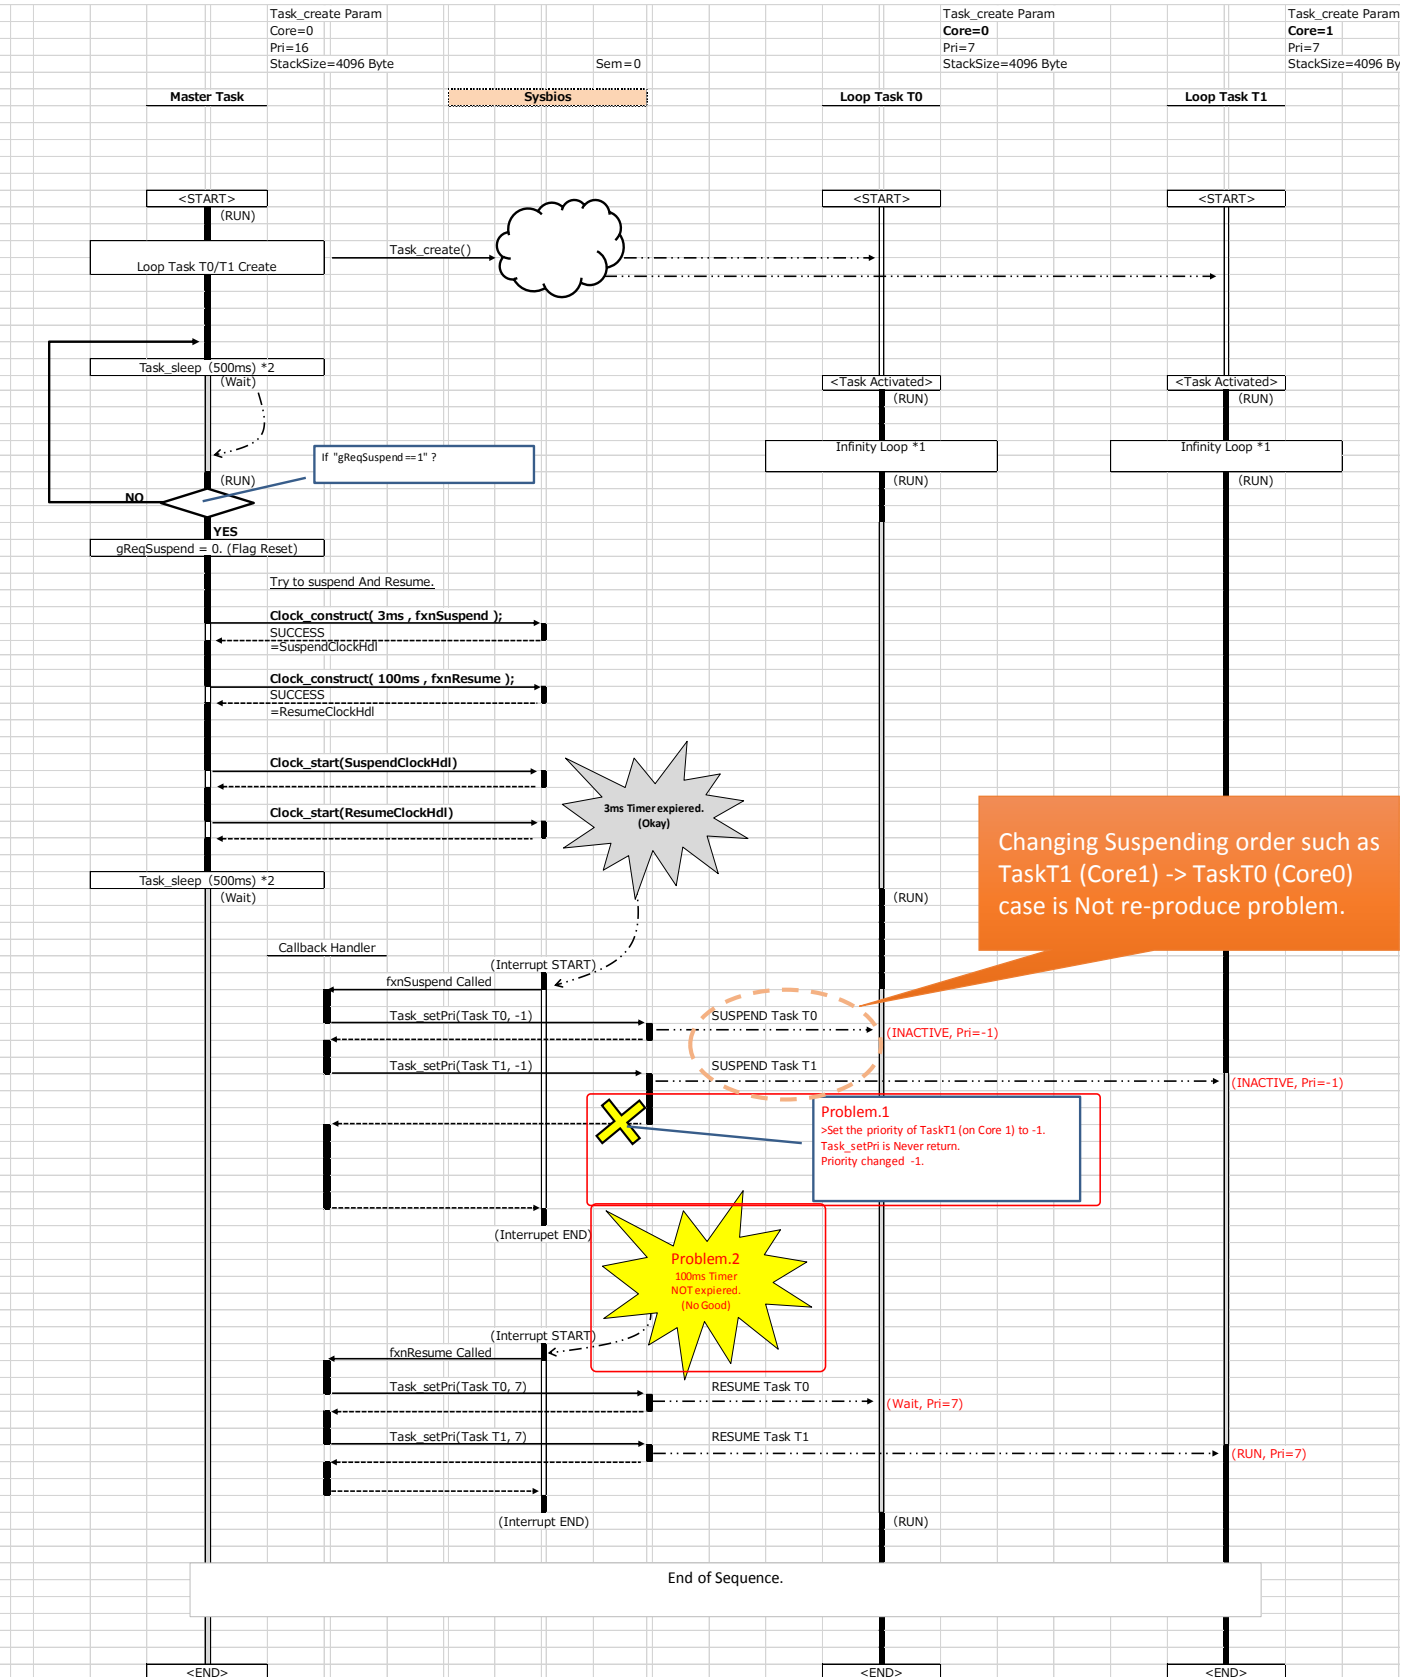 Task_create Param
Core=0
Pri=16
StackSize=4096 Byte
Sem=0
Task_create Param
Core=0
Pri=7
StackSize=4096 Byte
Task_create Param
Core=1
Pri=7
StackSize=4096 By
Master Task
Sysbios
Loop Task T0
Loop Task T1
<START>
(RUN)
<START>
<START>
Loop Task T0/T1 Create
Task_create()
Task_sleep (500ms) *2
(Wait)
<Task Activated>
(RUN)
<Task Activated>
(RUN)
If "gReqSuspend==1" ?
Infinity Loop *1
Infinity Loop *1
(RUN)
(RUN)
(RUN)
NO
YES
gReqSuspend = 0. (Flag Reset)
Try to suspend And Resume.
Clock_construct( 3ms , fxnSuspend );
SUCCESS
=SuspendClockHdl
Clock_construct( 100ms , fxnResume );
SUCCESS
=ResumeClockHdl
Clock_start(SuspendClockHdl)
Clock_start(ResumeClockHdl)
3ms Timer expiered.
(Okay)
Changing Suspending order such as
TaskT1 (Core1) -> TaskT0 (Core0)
case is Not re-produce problem.
Task_sleep (500ms) *2
(Wait)
(RUN)
Callback Handler
(Interrupt START)
fxnSuspend Called
Task_setPri(Task T0, -1)
SUSPEND Task T0
(INACTIVE, Pri=-1)
Task_setPri(Task T1, -1)
SUSPEND Task T1
(INACTIVE, Pri=-1)
Problem.1
>Set the priority of TaskT1 (on Core 1) to -1.
Task_setPri is Never return.
Priority changed -1.
(Interrupet END)
Problem.2
100ms Timer
NOT expiered.
(No Good)
(Interrupt START)
fxnResume Called
Task_setPri(Task T0, 7)
RESUME Task T0
(Wait, Pri=7)
Task_setPri(Task T1, 7)
RESUME Task T1
(RUN, Pri=7)
(Interrupt END)
(RUN)
End of Sequence.
<END>
<END>
<END>